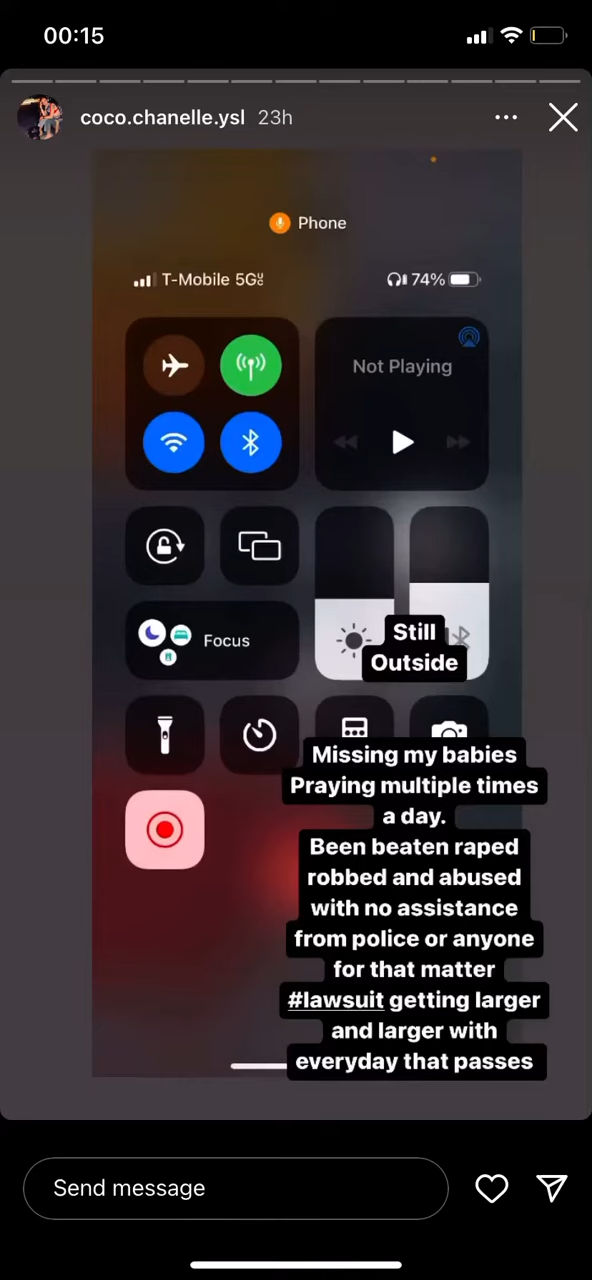 00:15
coco.chanelle.ysl 23h
Phone
T-Mobile 5GU 74%
Not Playing
Focus
Still
Outside
Missing my babies
Praying multiple times
a day.
Been beaten raped
robbed and abused
with no assistance
from police or anyone
for that matter
#lawsuit getting larger
and larger with
everyday that passes
Send message